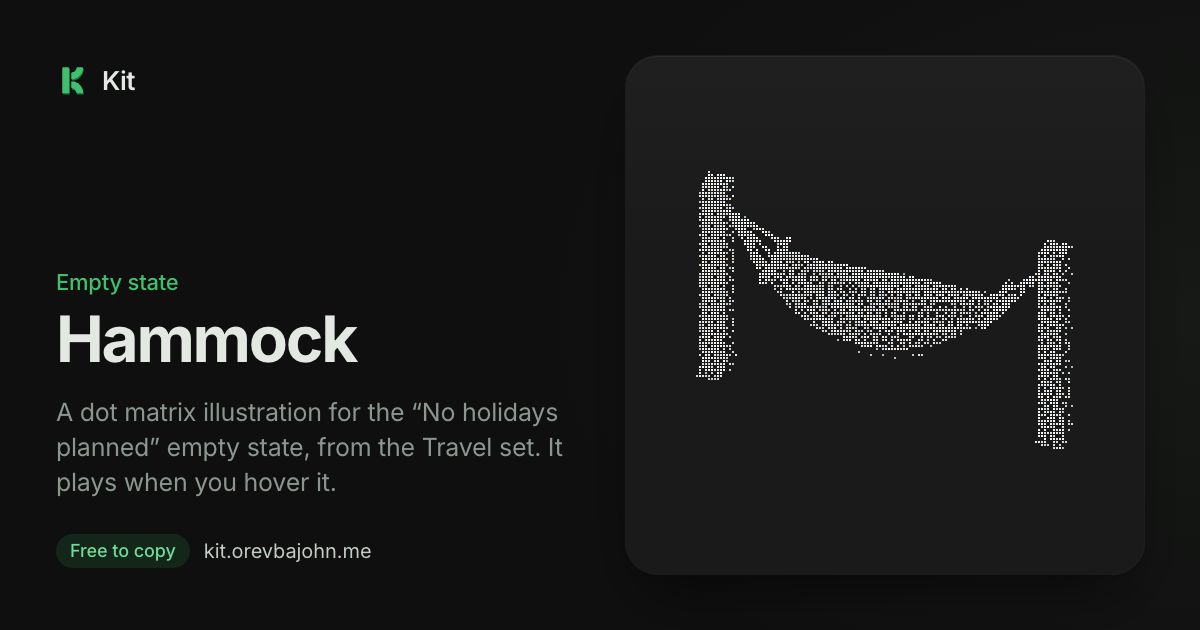 Kit
Empty state
Hammock
A dot matrix illustration for the “No holidays
planned” empty state, from the Travel set. It
plays when you hover it.
Free to copy
kit.orevbajohn.me